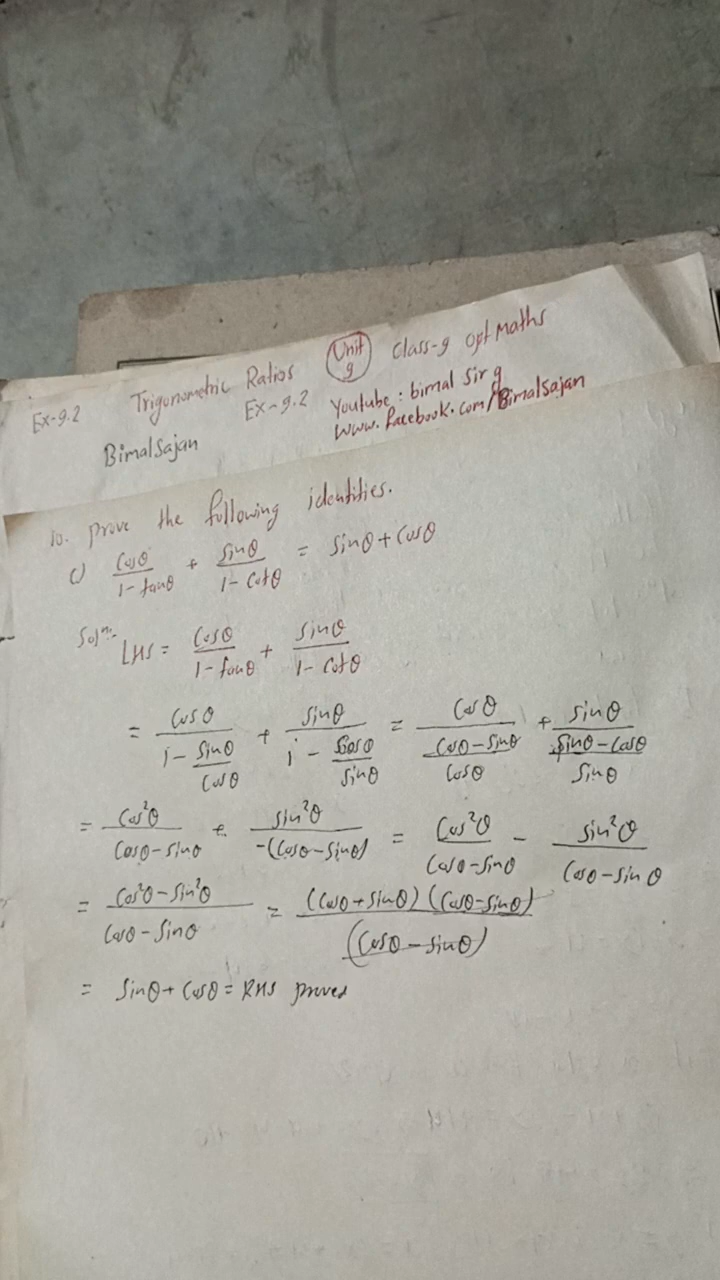 Ex-9.2 Trigonometric Ratios Unit 9 Class-9 opt Maths
BimalSajan Ex-9.2 Youtube: bimal Sir g
www.facebook.com/BimalSajan
10. prove the following identities.
c) Cosθ/(1-tanθ) + Sinθ/(1-Cotθ) = Sinθ+Cosθ
Solⁿ:- LHS = Cosθ/(1-tanθ) + Sinθ/(1-Cotθ)
= Cosθ/(1-Sinθ/Cosθ) + Sinθ/(1-Cosθ/Sinθ) = Cosθ/((Cosθ-Sinθ)/Cosθ) + Sinθ/((Sinθ-Cosθ)/Sinθ)
= Cos²θ/(Cosθ-Sinθ) + Sin²θ/(-(Cosθ-Sinθ)) = Cos²θ/(Cosθ-Sinθ) - Sin²θ/(Cosθ-Sinθ)
= (Cos²θ-Sin²θ)/(Cosθ-Sinθ) = ((Cosθ+Sinθ)(Cosθ-Sinθ))/(Cosθ-Sinθ)
= Sinθ+Cosθ = RHS proved